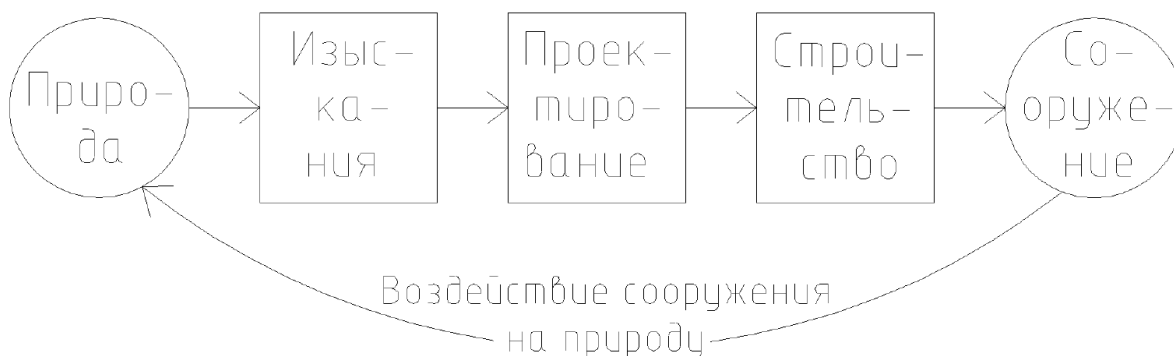 Приро-
да
Изыс-
ка-
ния
Проек-
тиро-
вание
Строи-
тель-
ство
Со-
оруже-
ние
Воздействие сооружения
на природу